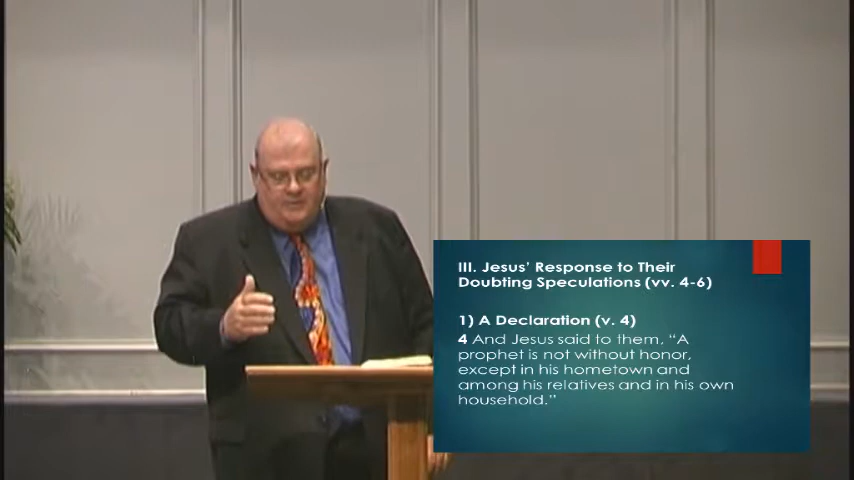 III. Jesus' Response to Their
Doubting Speculations (vv. 4-6)
1) A Declaration (v. 4)
4 And Jesus said to them, "A
prophet is not without honor,
except in his hometown and
among his relatives and in his own
household."